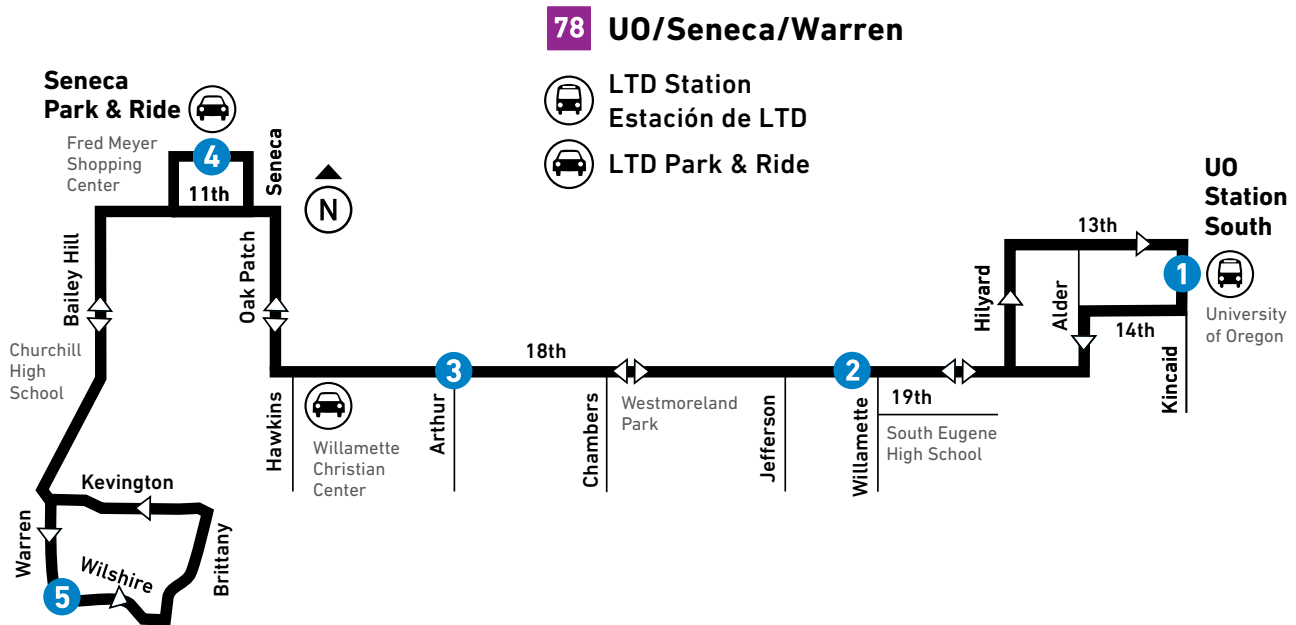 78 UO/Seneca/Warren
LTD Station
Estación de LTD
LTD Park & Ride
Seneca
Park & Ride
Fred Meyer
Shopping
Center
4
11th
Seneca
N
Bailey Hill
Oak Patch
Churchill
High
School
Kevington
Warren
Wilshire
Brittany
5
Hawkins
Willamette
Christian
Center
3
Arthur
18th
Chambers
Westmoreland
Park
Jefferson
2
Willamette
19th
South Eugene
High School
Hilyard
13th
Alder
14th
Kincaid
1
UO
Station
South
University
of Oregon